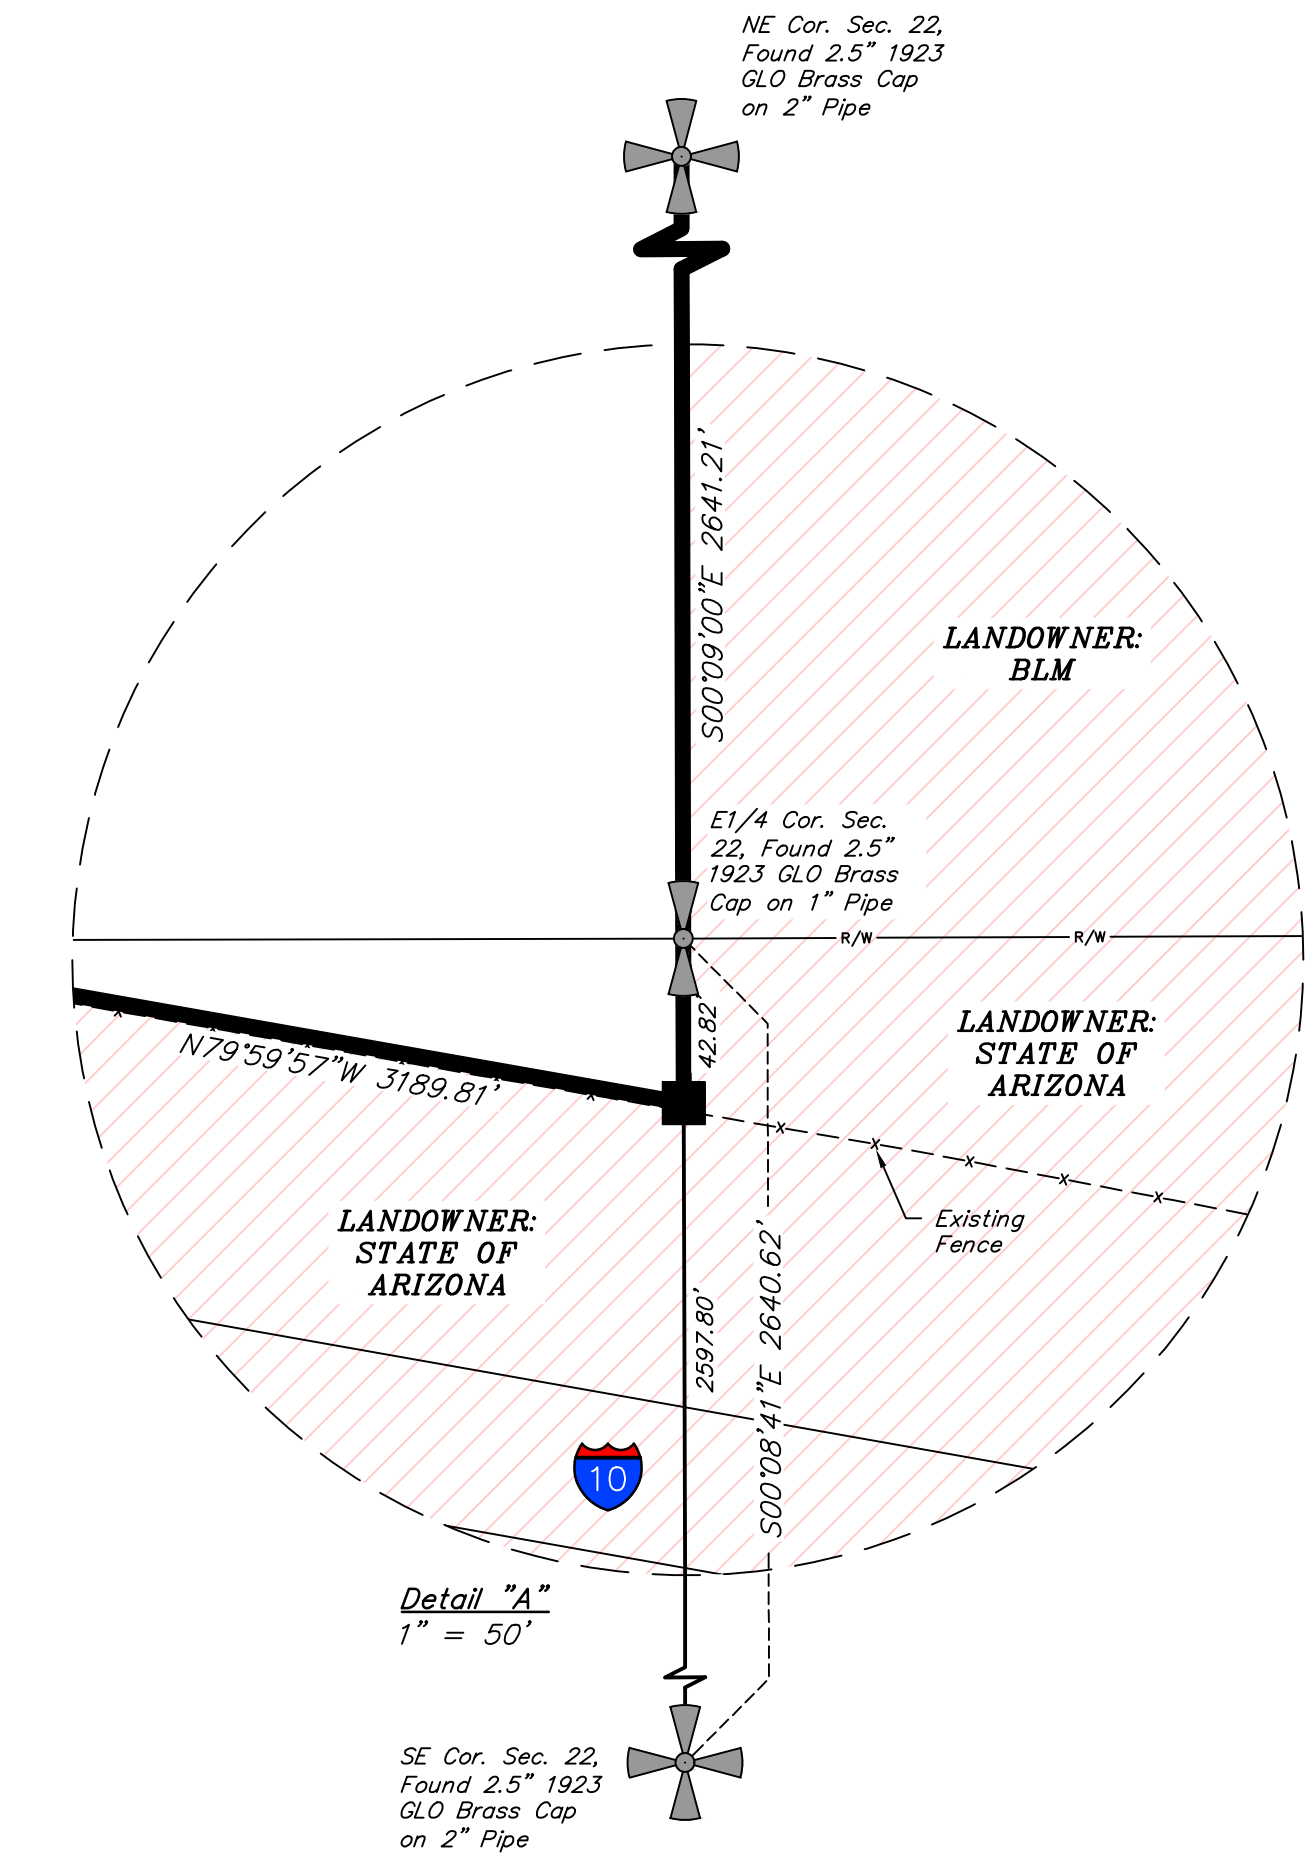 NE Cor. Sec. 22,
Found 2.5" 1923
GLO Brass Cap
on 2" Pipe
S00°09'00"E 2641.21'
LANDOWNER:
BLM
E1/4 Cor. Sec.
22, Found 2.5"
1923 GLO Brass
Cap on 1" Pipe
R/W
R/W
42.82'
N79°59'57"W 3189.81'
LANDOWNER:
STATE OF
ARIZONA
x
x
x
x
x
x
x
x
x
x
x
Existing
Fence
LANDOWNER:
STATE OF
ARIZONA
2597.80'
S00°08'41"E 2640.62'
10
Detail "A"
1" = 50'
SE Cor. Sec. 22,
Found 2.5" 1923
GLO Brass Cap
on 2" Pipe